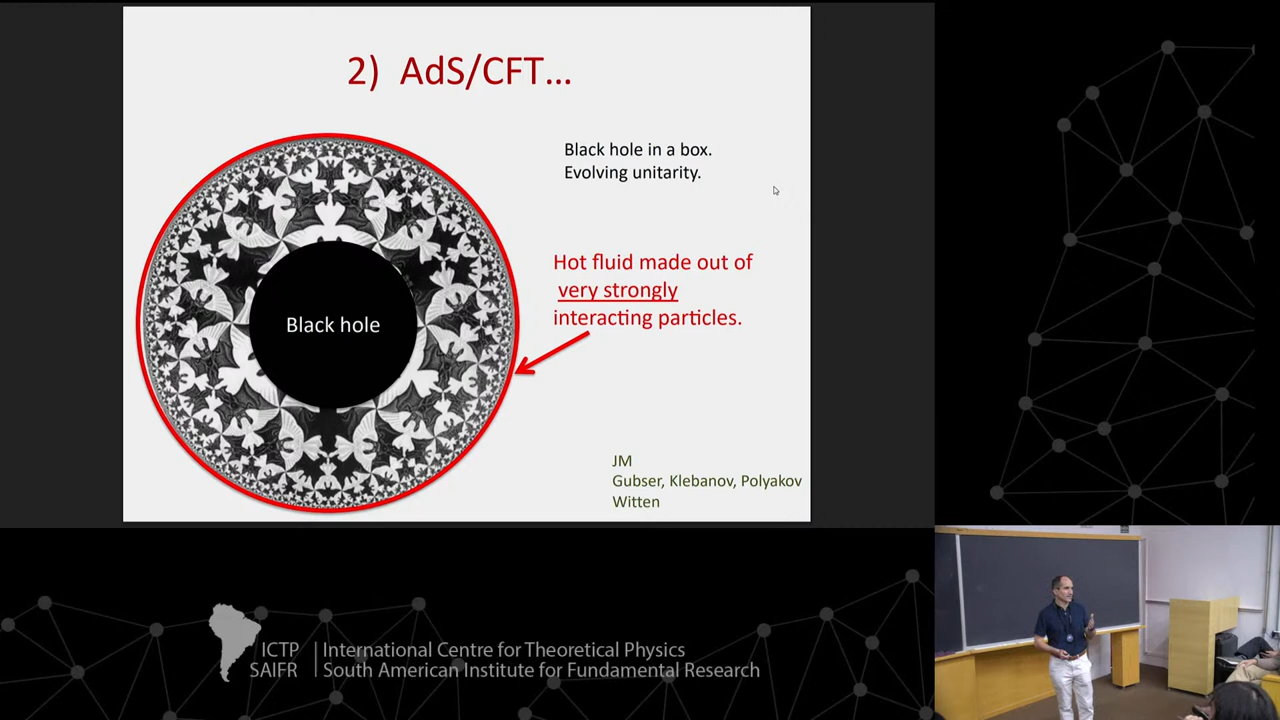 2) AdS/CFT...
Black hole in a box.
Evolving unitarity.
Hot fluid made out of
very strongly
interacting particles.
Black hole
JM
Gubser, Klebanov, Polyakov
Witten
ICTP
SAIFR
International Centre for Theoretical Physics
South American Institute for Fundamental Research